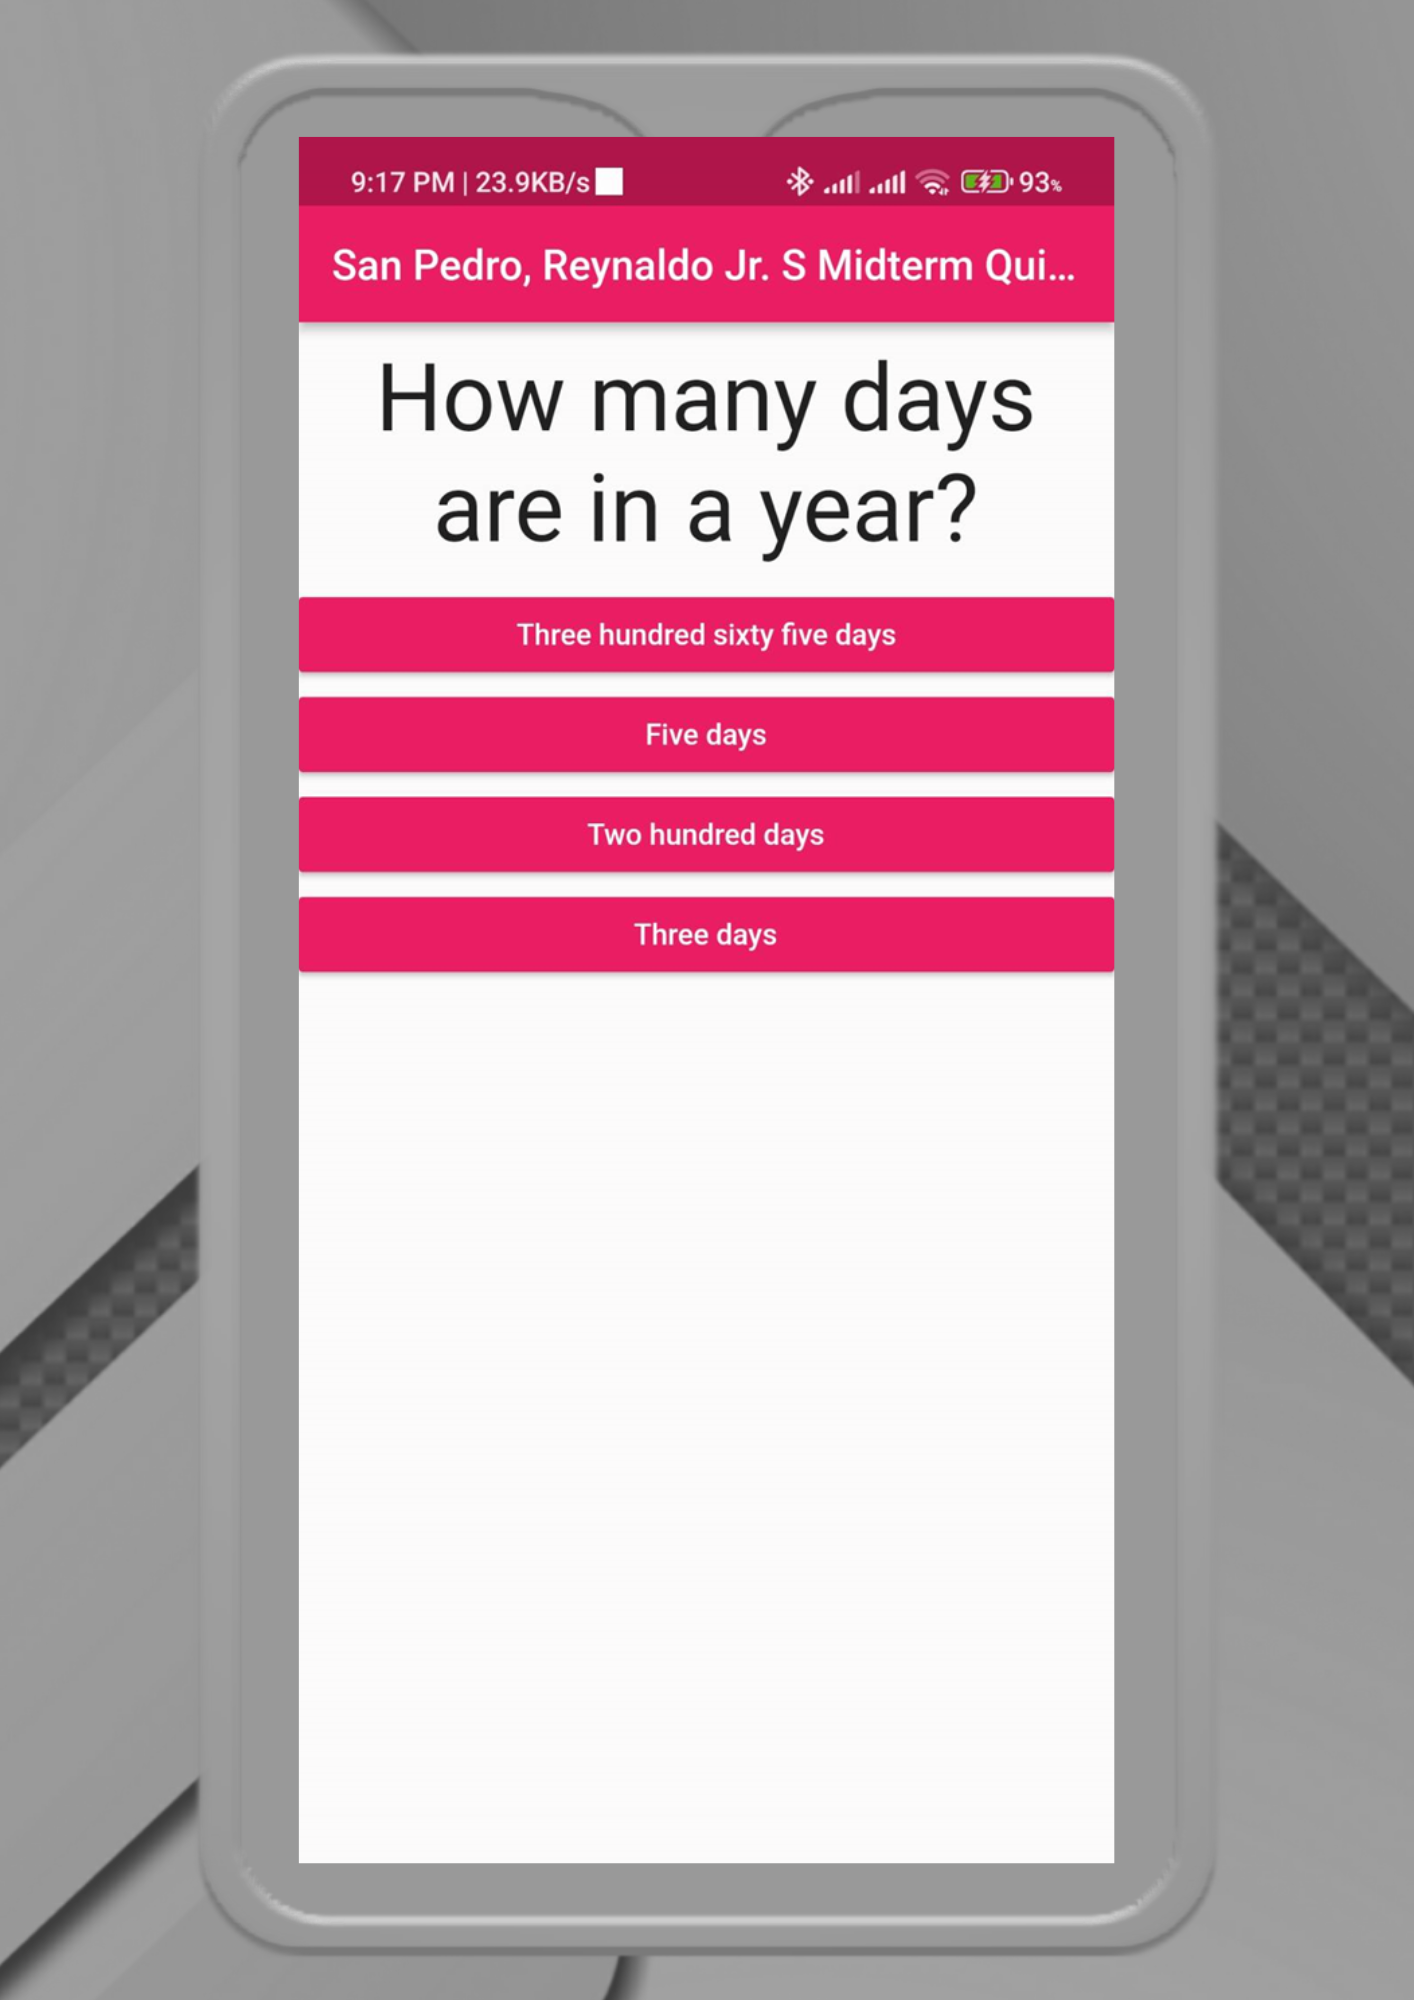 9:17 PM | 23.9KB/s 93%
San Pedro, Reynaldo Jr. S Midterm Qui...
How many days
are in a year?
Three hundred sixty five days
Five days
Two hundred days
Three days